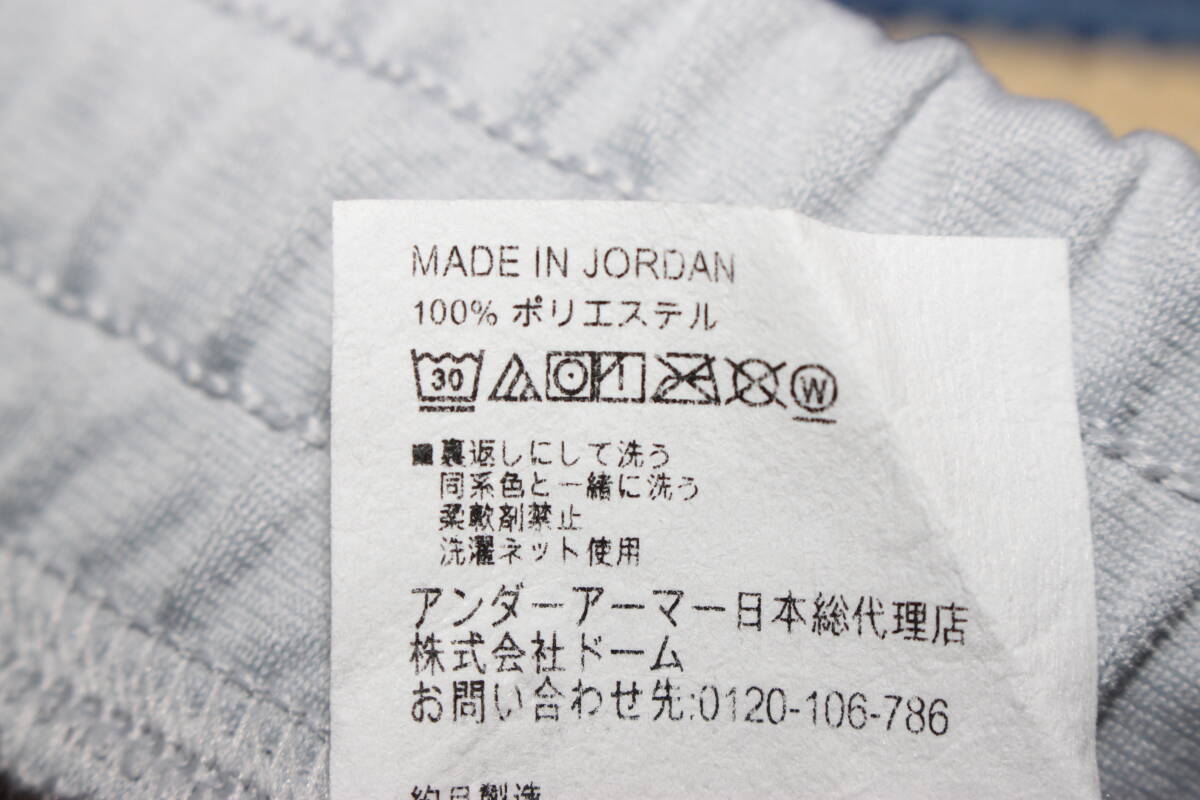 MADE IN JORDAN
100% ポリエステル
30 W
■裏返しにして洗う
同系色と一緒に洗う
柔軟剤禁止
洗濯ネット使用
アンダーアーマー日本総代理店
株式会社ドーム
お問い合わせ先:0120-106-786